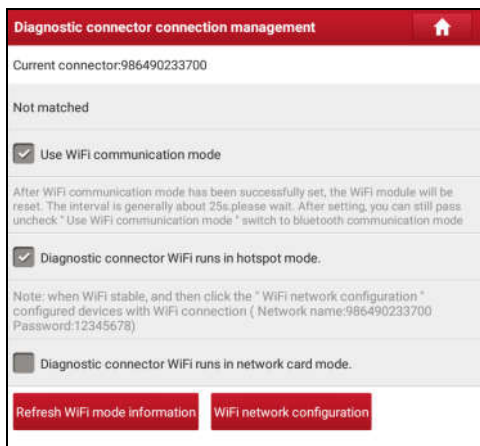 Diagnostic connector connection management
Current connector:986490233700
Not matched
Use WiFi communication mode
After WiFi communication mode has been successfully set, the WiFi module will be
reset. The interval is generally about 25s.please wait. After setting, you can still pass
uncheck " Use WiFi communication mode " switch to bluetooth communication mode
Diagnostic connector WiFi runs in hotspot mode.
Note: when WiFi stable, and then click the " WiFi network configuration "
configured devices with WiFi connection ( Network name:986490233700
Password:12345678)
Diagnostic connector WiFi runs in network card mode.
Refresh WiFi mode information
WiFi network configuration